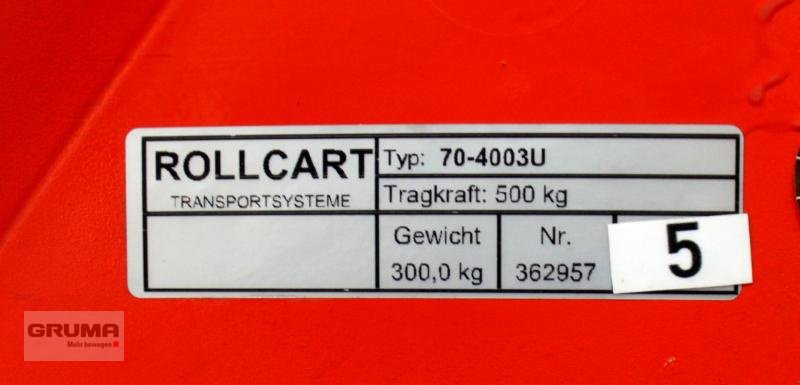 ROLLCART
TRANSPORTSYSTEME
Typ: 70-4003U
Tragkraft: 500 kg
Gewicht
300,0 kg
Nr.
362957
5
GRUMA
Mehr bewegen